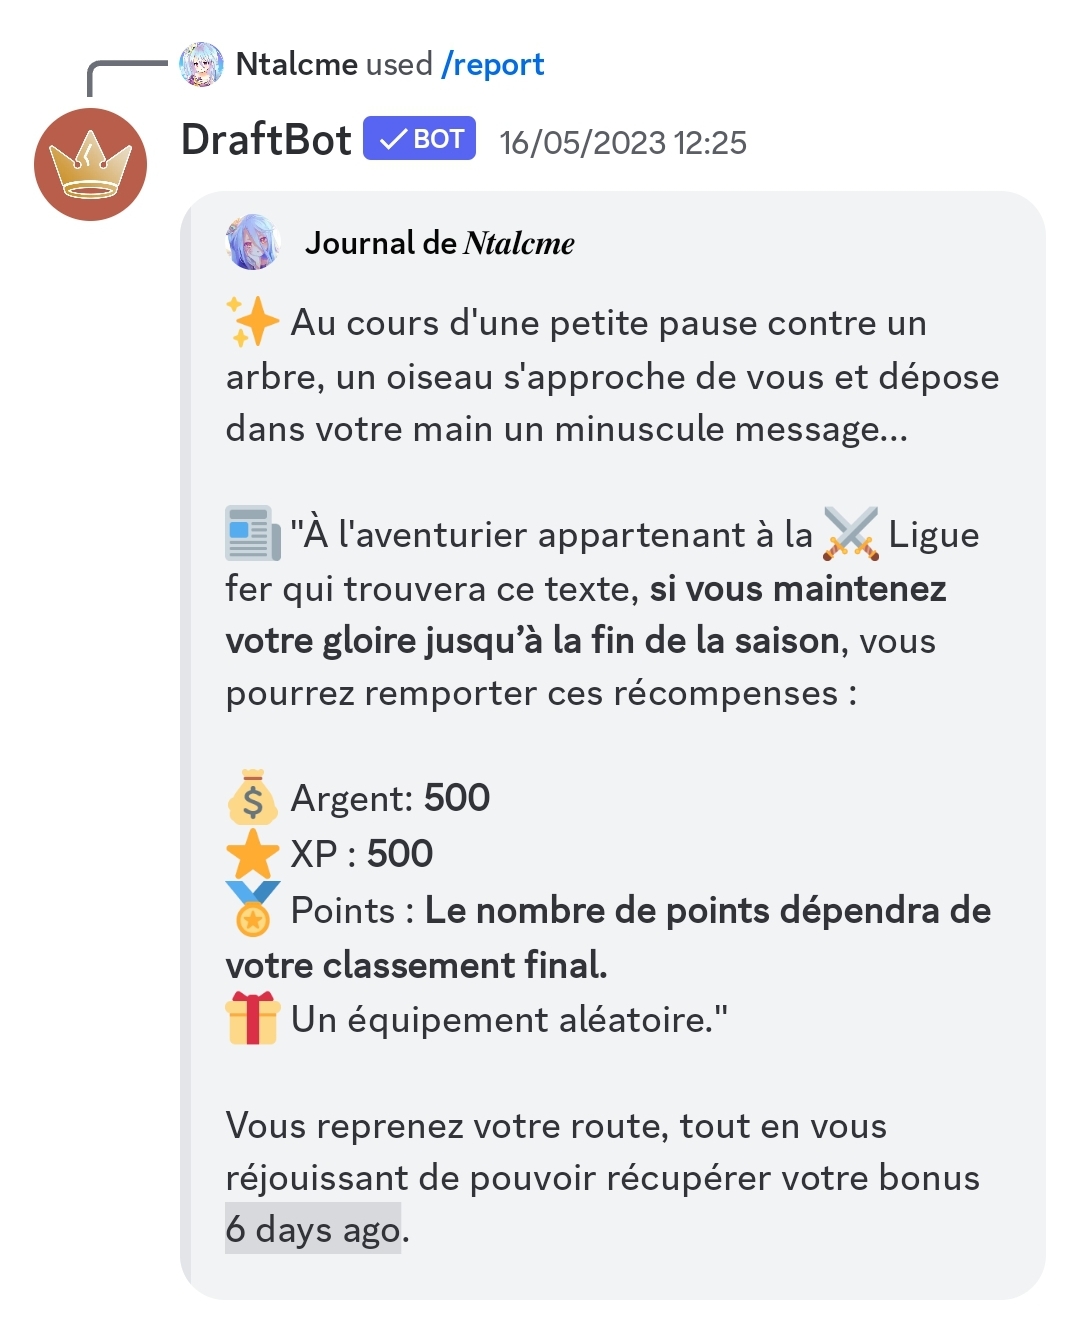 Ntalcme used /report
DraftBot ✓ BOT 16/05/2023 12:25
Journal de Ntalcme
✨ Au cours d'une petite pause contre un
arbre, un oiseau s'approche de vous et dépose
dans votre main un minuscule message...
📰 "À l'aventurier appartenant à la ⚔️ Ligue
fer qui trouvera ce texte, si vous maintenez
votre gloire jusqu’à la fin de la saison, vous
pourrez remporter ces récompenses :
💰 Argent: 500
⭐ XP : 500
🏅 Points : Le nombre de points dépendra de
votre classement final.
🎁 Un équipement aléatoire."
Vous reprenez votre route, tout en vous
réjouissant de pouvoir récupérer votre bonus
6 days ago.